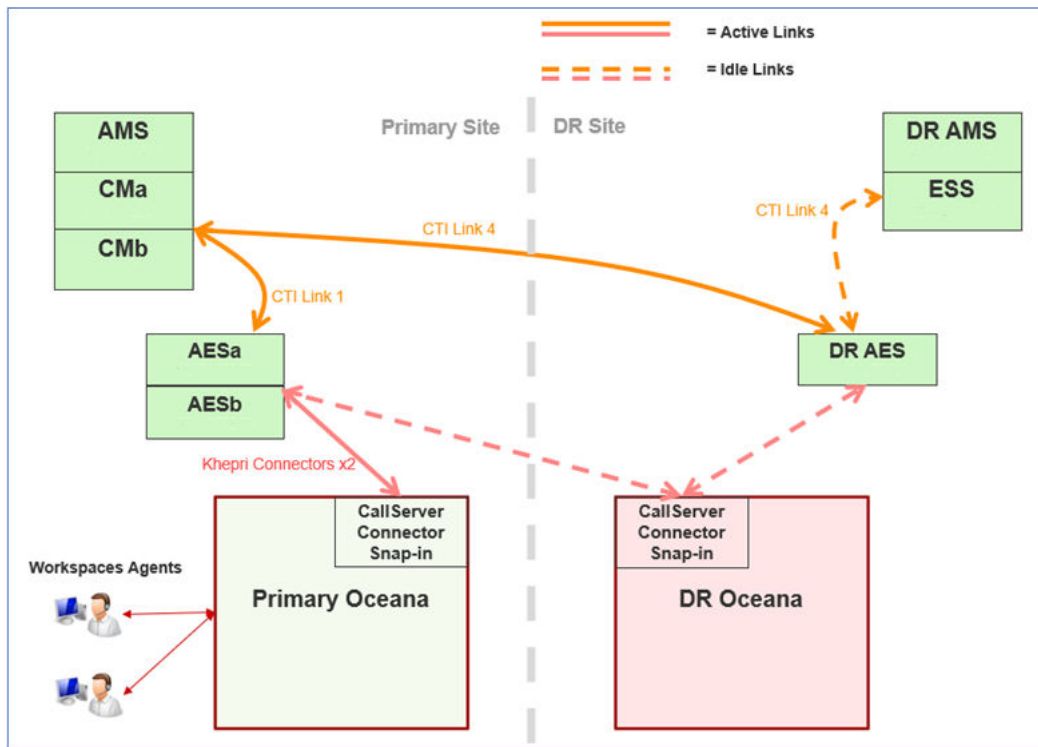 = Active Links
= Idle Links
Primary Site
DR Site
AMS
CMa
CMb
DR AMS
ESS
CTI Link 4
CTI Link 4
CTI Link 1
AESa
AESb
DR AES
Khepri Connectors x2
CallServer
Connector
Snap-in
Primary Oceana
CallServer
Connector
Snap-in
DR Oceana
Workspaces Agents